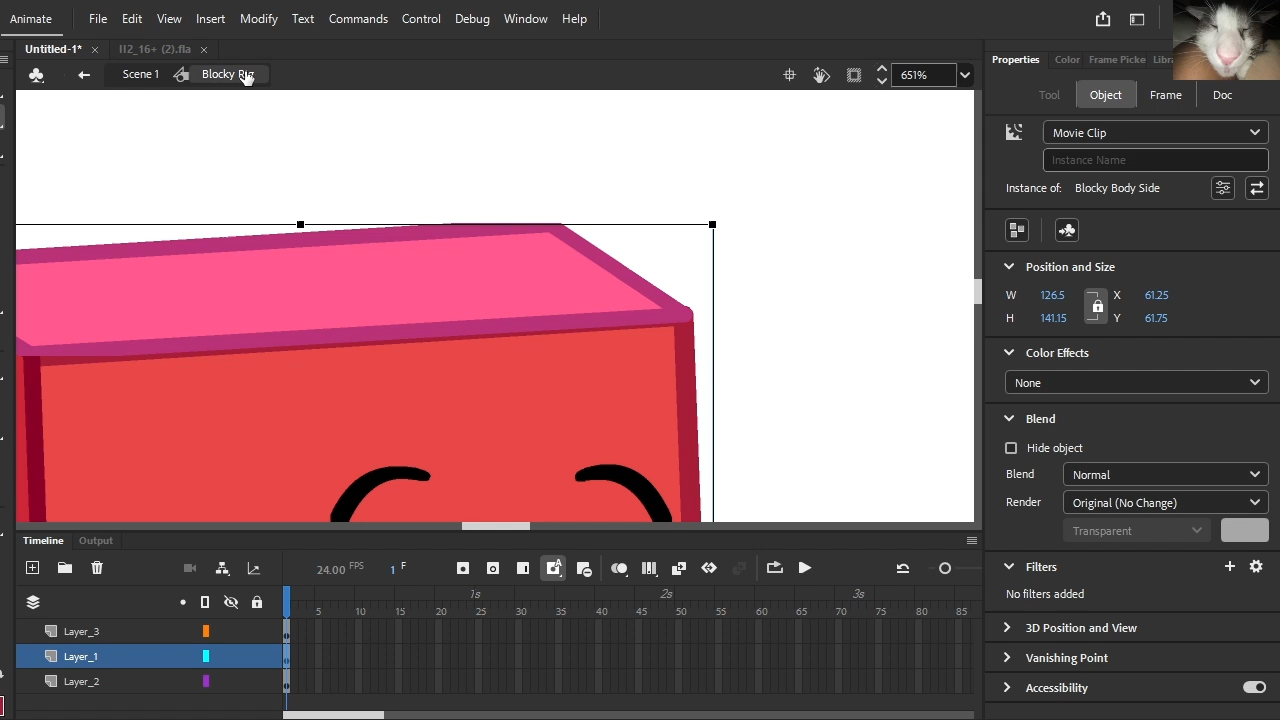 Animate File Edit View Insert Modify Text Commands Control Debug Window Help
Untitled-1* II2_16+ (2).fla Properties Color Frame Picke Libra
Scene 1 Blocky Rig 651%
Tool Object Frame Doc
Movie Clip
Instance Name
Instance of: Blocky Body Side
Position and Size
W 126.5 X 61.25
H 141.15 Y 61.75
Color Effects
None
Blend
Hide object
Blend Normal
Render Original (No Change)
Transparent
Filters
No filters added
3D Position and View
Vanishing Point
Accessibility
Timeline Output
24.00 FPS 1 F
1s 2s 3s
5 10 15 20 25 30 35 40 45 50 55 60 65 70 75 80 85
Layer_3
Layer_1
Layer_2